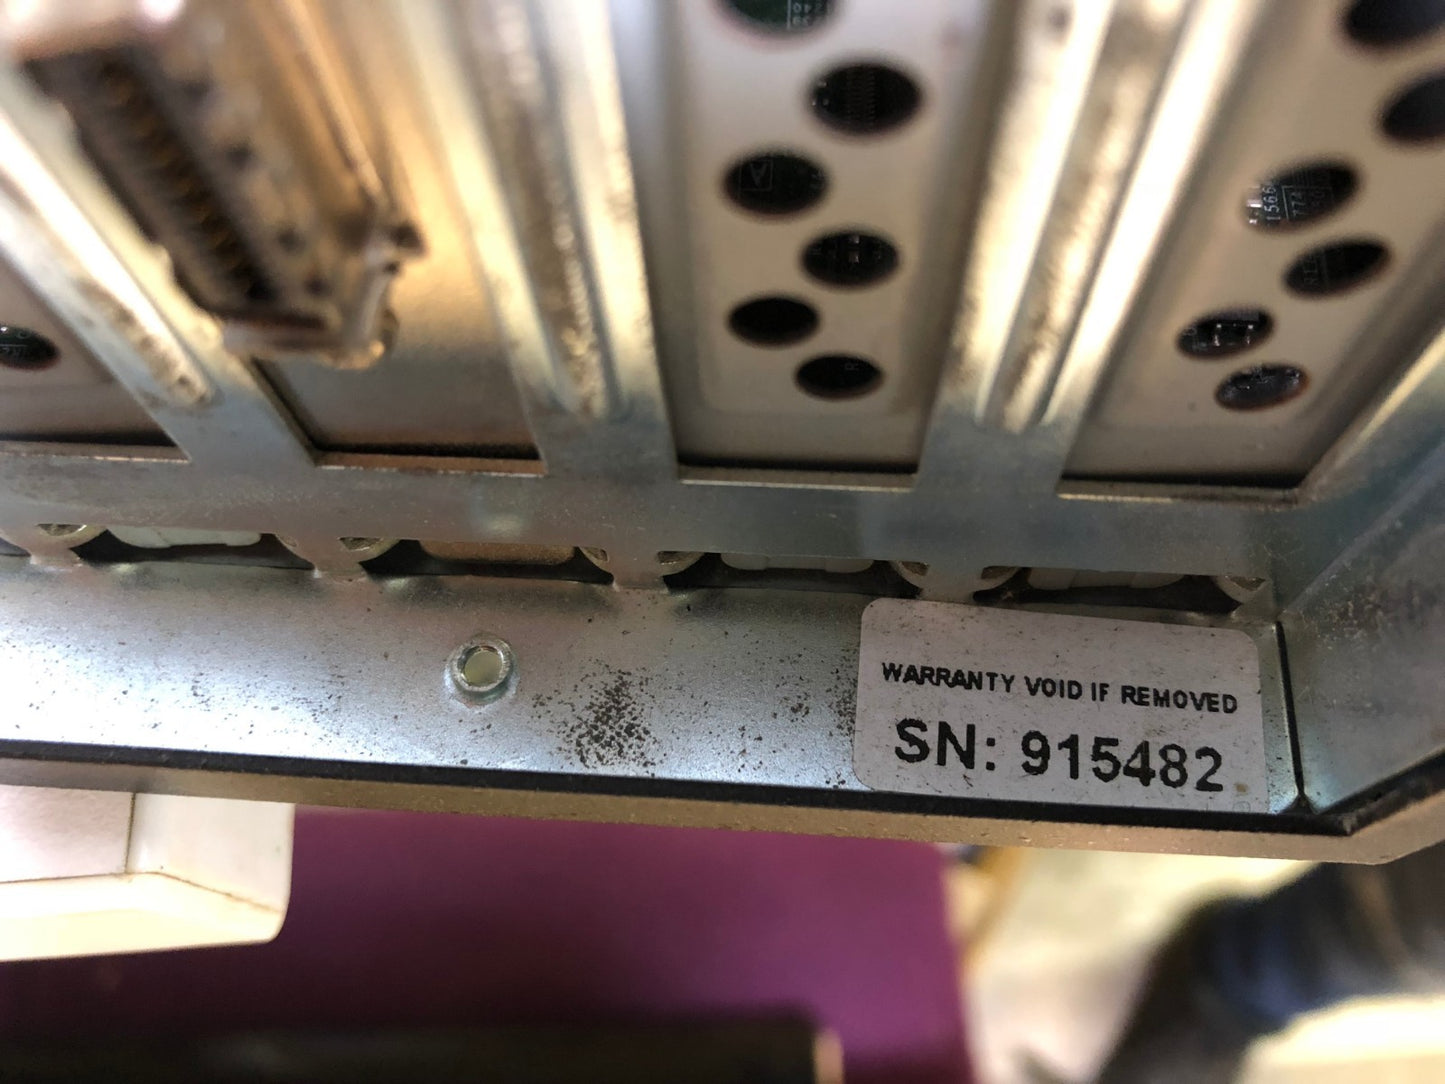 WARRANTY VOID IF REMOVED
SN: 915482